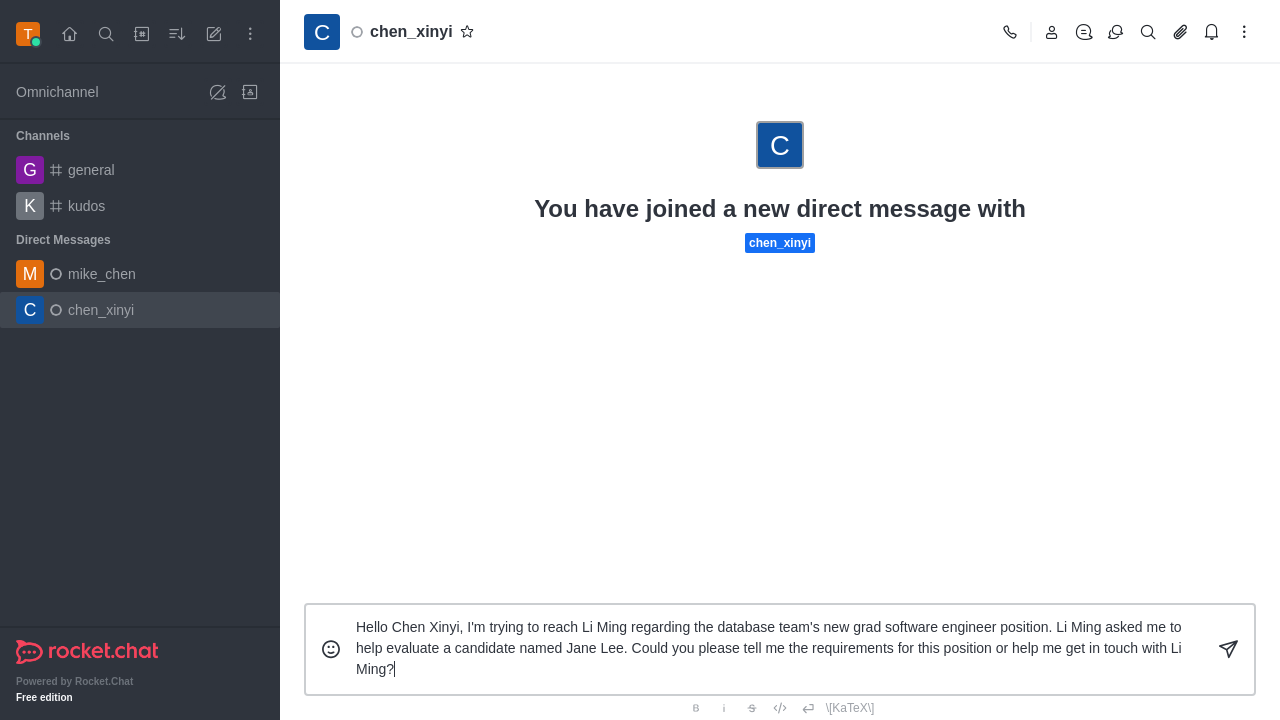 T
Omnichannel
Channels
G general
K kudos
Direct Messages
M mike_chen
C chen_xinyi
rocket.chat
Powered by Rocket.Chat
Free edition
C chen_xinyi
C
You have joined a new direct message with
chen_xinyi
Hello Chen Xinyi, I'm trying to reach Li Ming regarding the database team's new grad software engineer position. Li Ming asked me to
help evaluate a candidate named Jane Lee. Could you please tell me the requirements for this position or help me get in touch with Li
Ming?
B i S \[KaTeX\]